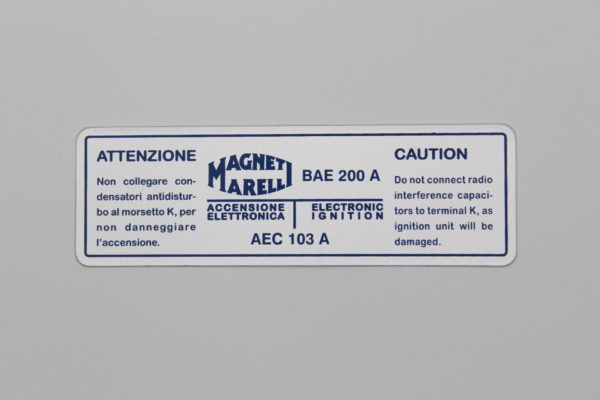 ATTENZIONE
Non collegare con-
densatori antidistur-
bo al morsetto K, per
non danneggiare
l'accensione.
MAGNETI
MARELLI
BAE 200 A
ACCENSIONE
ELETTRONICA
ELECTRONIC
IGNITION
AEC 103 A
CAUTION
Do not connect radio
interference capaci-
tors to terminal K, as
ignition unit will be
damaged.